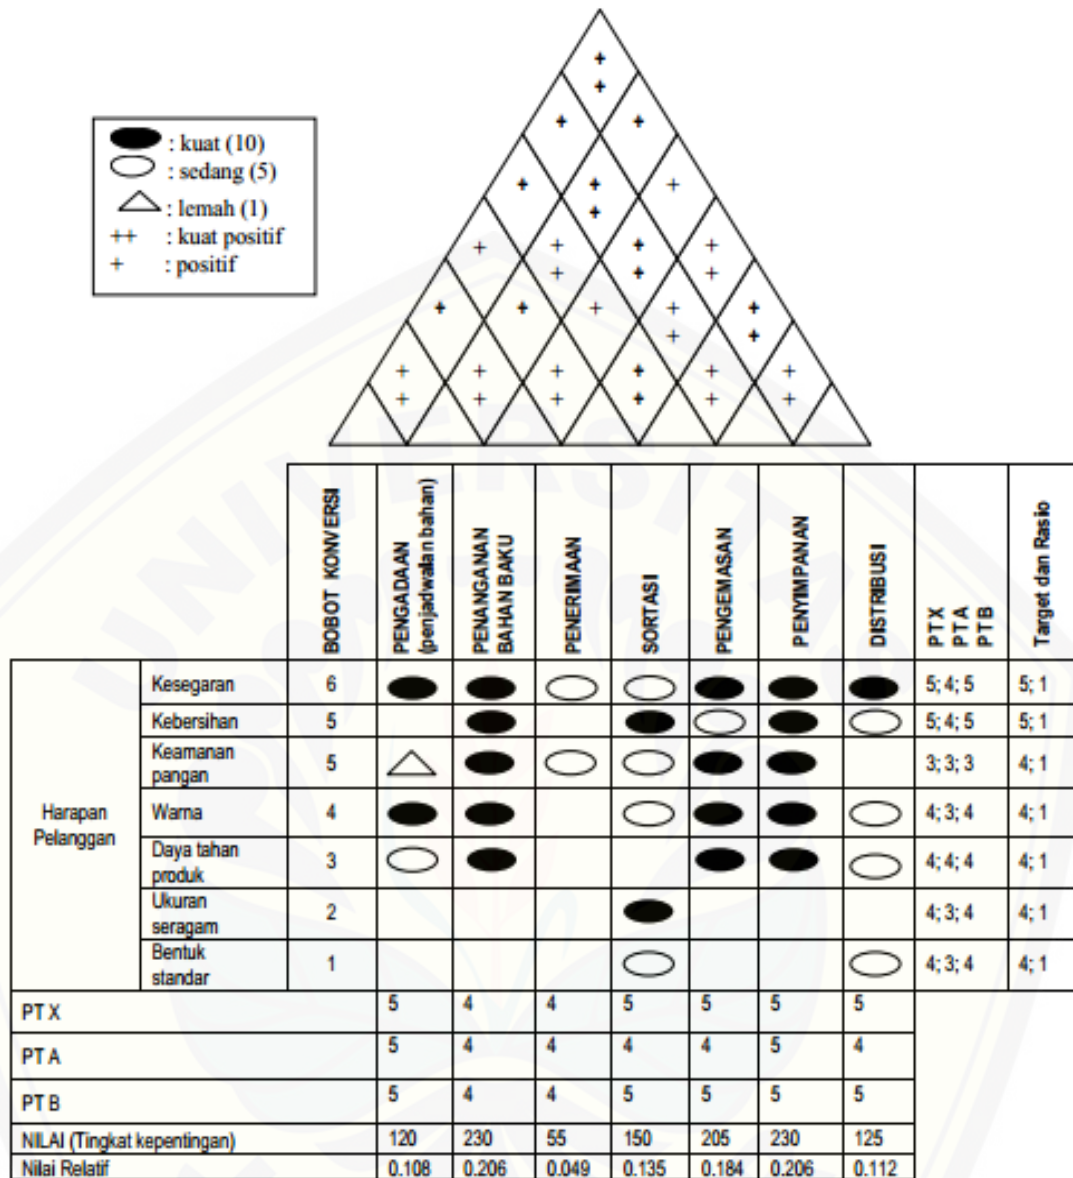 : kuat (10)
: sedang (5)
: lemah (1)
++ : kuat positif
+ : positif
+
+
+ +
+ + +
+
+ + + +
+ + +
+ + + + +
+ +
+ + + + + +
+ + + + + +
BOBOT KONVERSI
PENGADAAN
(penjadwalan bahan)
PENANGANAN
BAHAN BAKU
PENERIMAAN
SORTASI
PENGEMASAN
PENYIMPANAN
DISTRIBUSI
PTX
PTA
PTB
Target dan Rasio
Harapan
Pelanggan
Kesegaran 6 5; 4; 5 5; 1
Kebersihan 5 5; 4; 5 5; 1
Keamanan
pangan 5 3; 3; 3 4; 1
Warna 4 4; 3; 4 4; 1
Daya tahan
produk 3 4; 4; 4 4; 1
Ukuran
seragam 2 4; 3; 4 4; 1
Bentuk
standar 1 4; 3; 4 4; 1
PT X 5 4 4 5 5 5 5
PT A 5 4 4 4 4 5 4
PT B 5 4 4 5 5 5 5
NILAI (Tingkat kepentingan) 120 230 55 150 205 230 125
Nilai Relatif 0.108 0.206 0.049 0.135 0.184 0.206 0.112
UNIVERSITAS